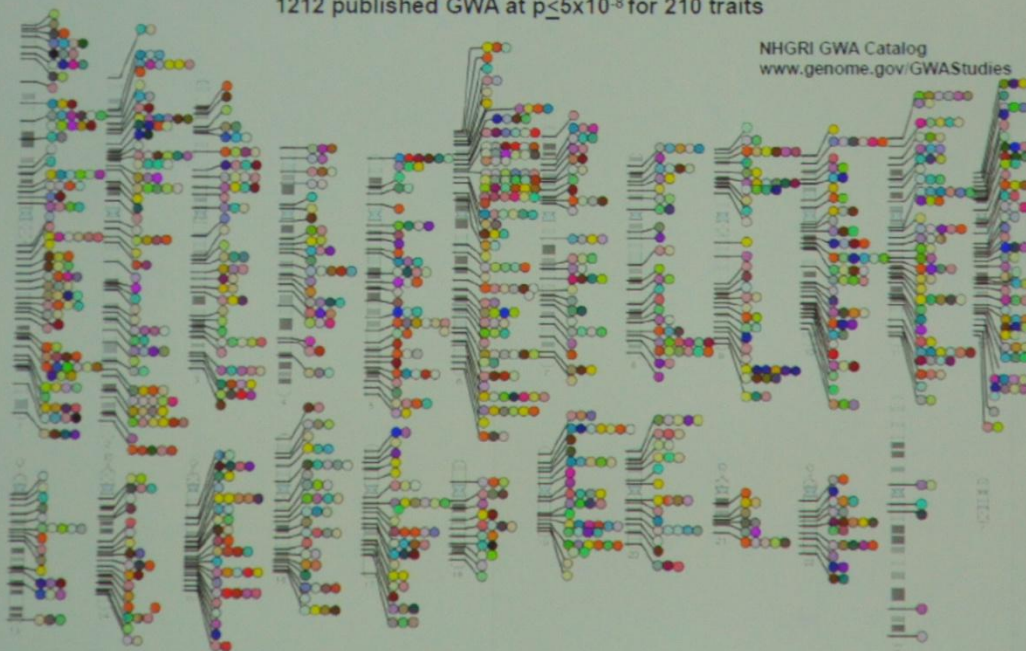 1212 published GWA at p≤5x10⁻⁸ for 210 traits
NHGRI GWA Catalog
www.genome.gov/GWAStudies